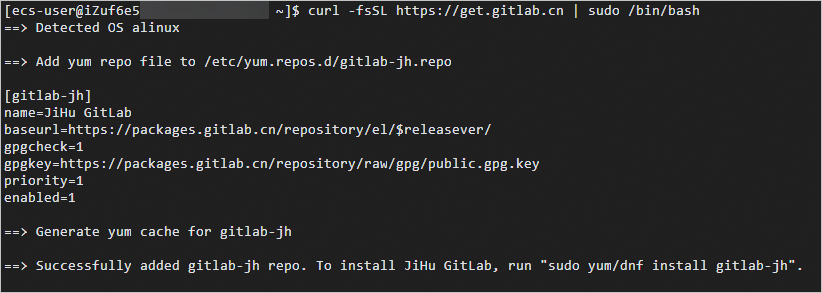 [ecs-user@iZuf6e5 ~]$ curl -fsSL https://get.gitlab.cn | sudo /bin/bash
==> Detected OS alinux
==> Add yum repo file to /etc/yum.repos.d/gitlab-jh.repo
[gitlab-jh]
name=JiHu GitLab
baseurl=https://packages.gitlab.cn/repository/el/$releasever/
gpgcheck=1
gpgkey=https://packages.gitlab.cn/repository/raw/gpg/public.gpg.key
priority=1
enabled=1
==> Generate yum cache for gitlab-jh
==> Successfully added gitlab-jh repo. To install JiHu GitLab, run "sudo yum/dnf install gitlab-jh".